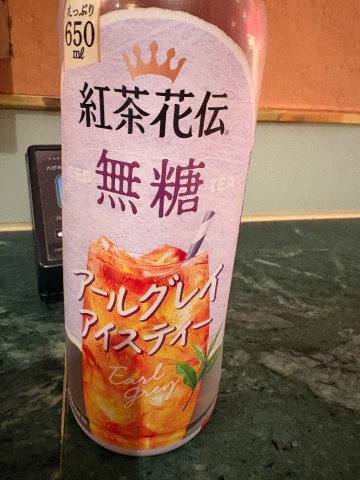 たっぷり
650
ml
紅茶花伝®
ICED 無糖 TEA
アールグレイ
アイスティー
Earl
grey